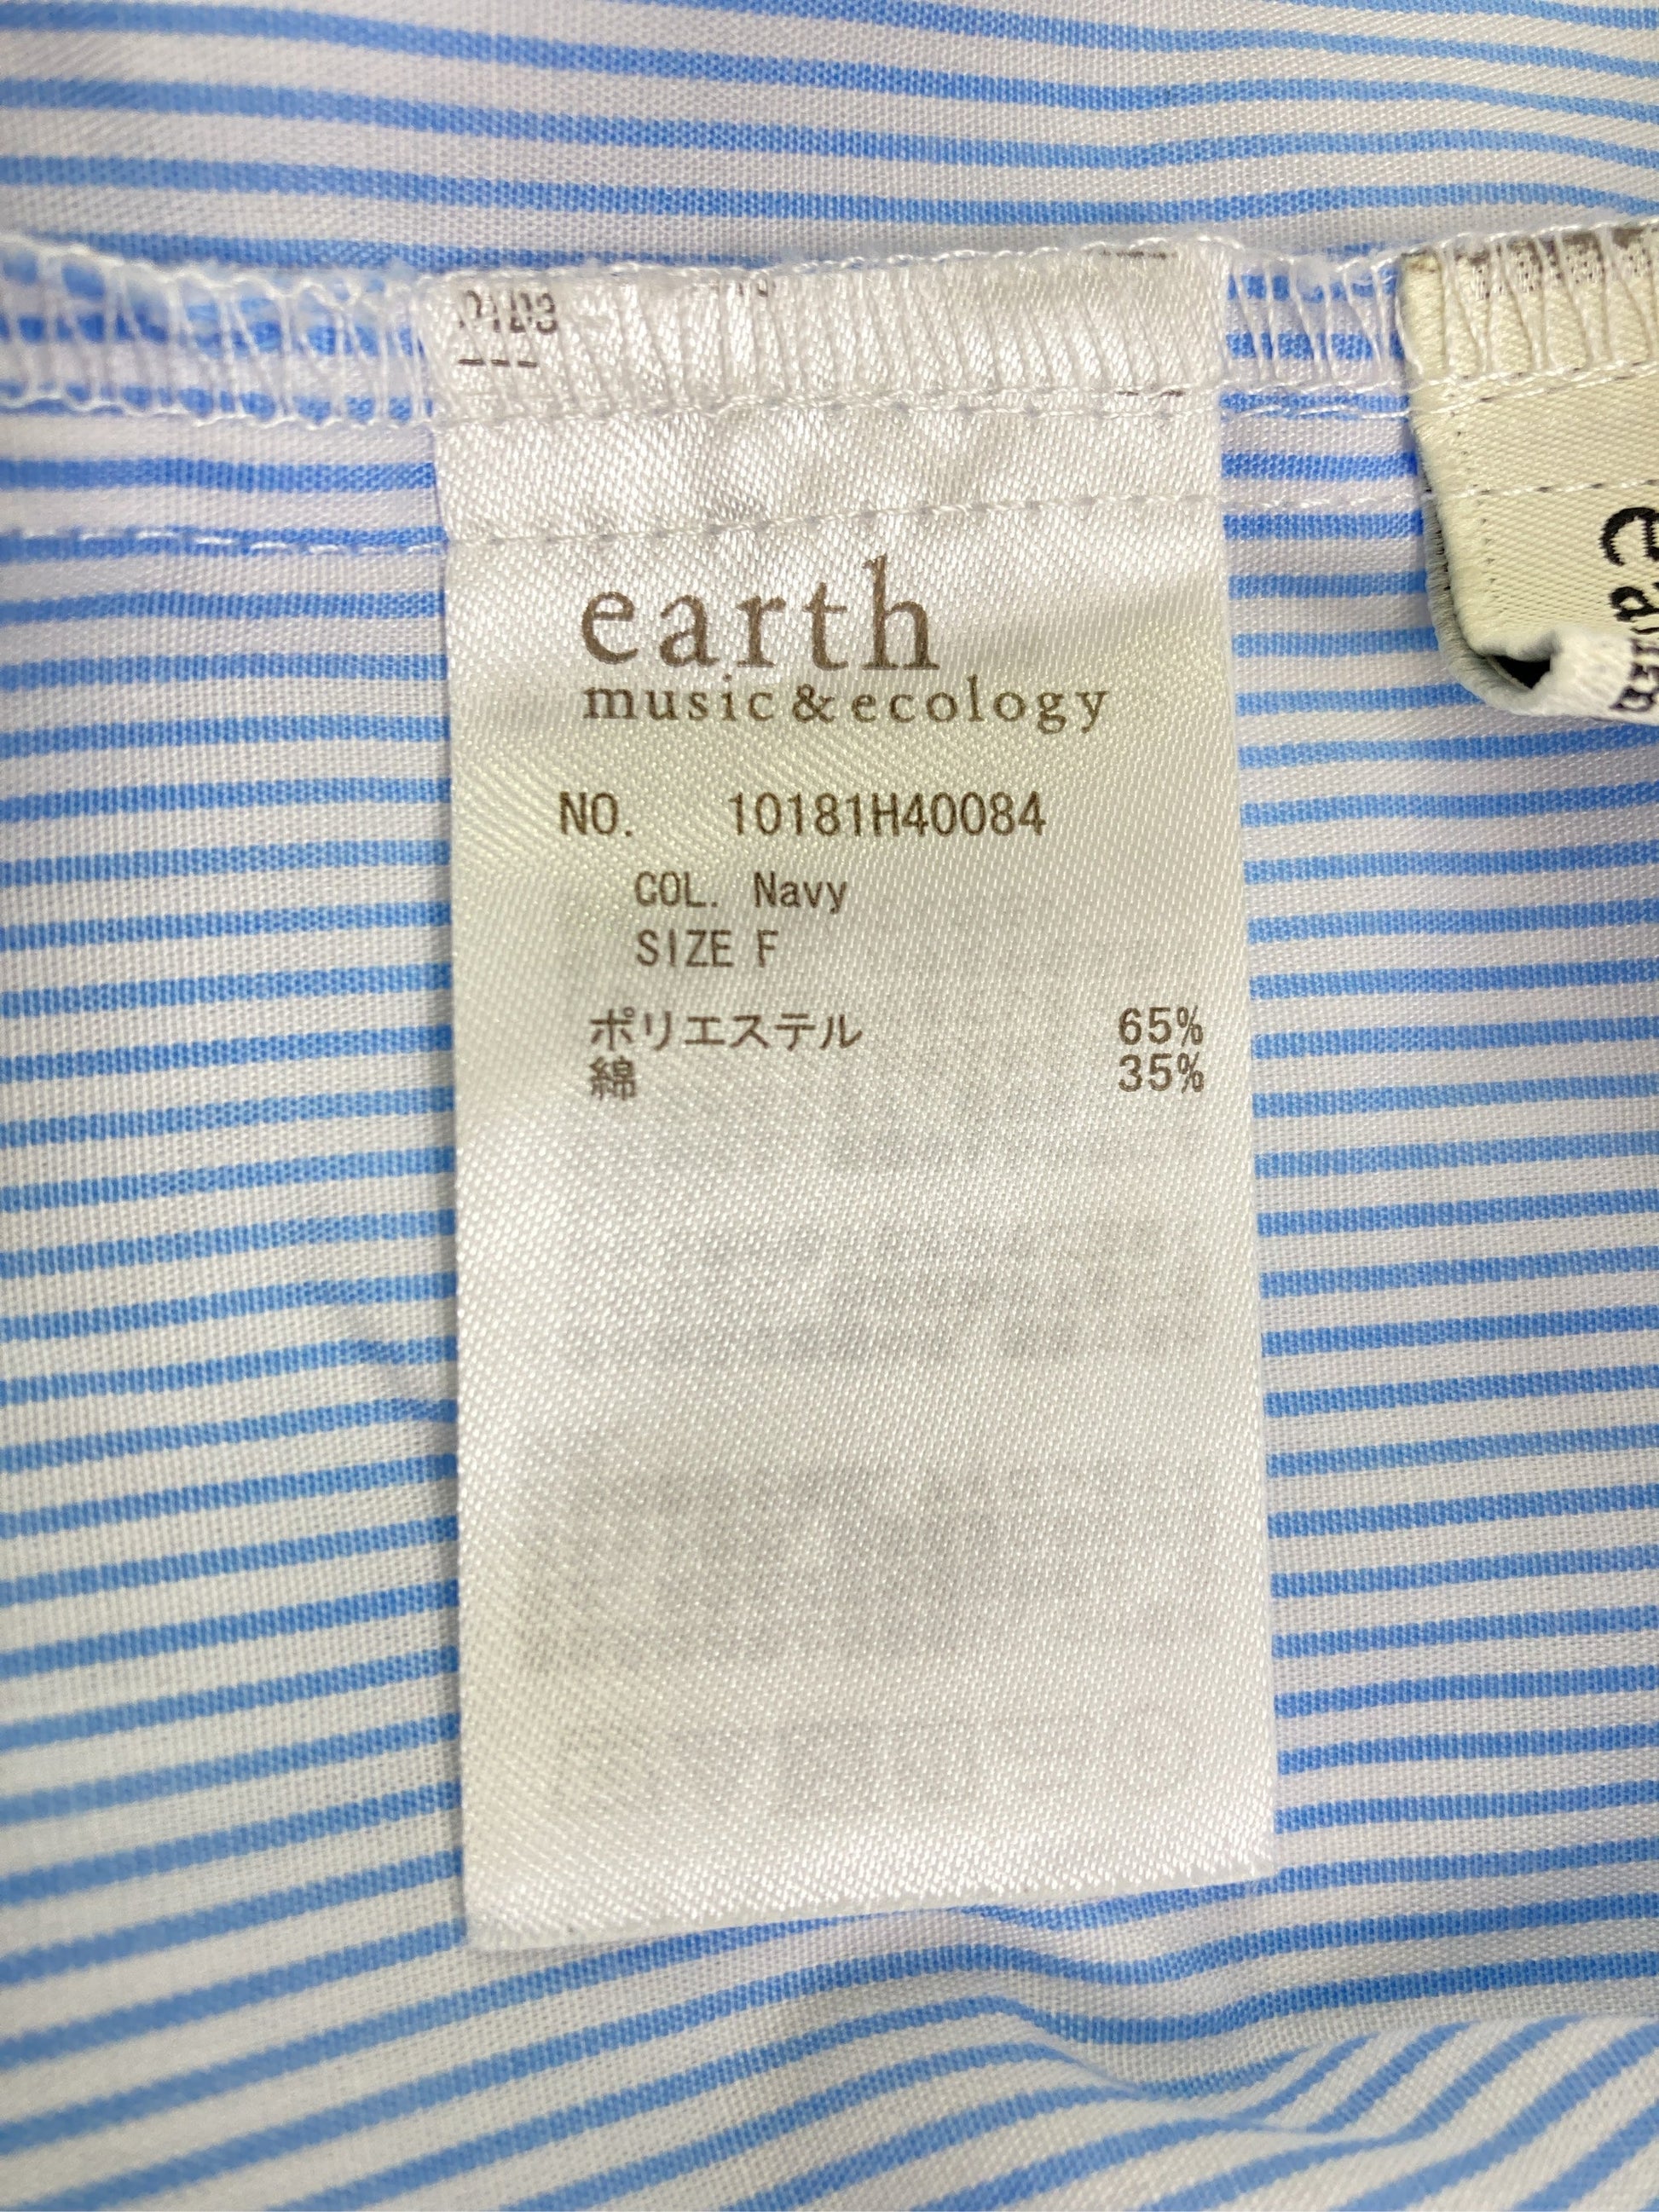 earth
music & ecology
NO. 10181H40084
COL. Navy
SIZE F
ポリエステル 65%
綿 35%